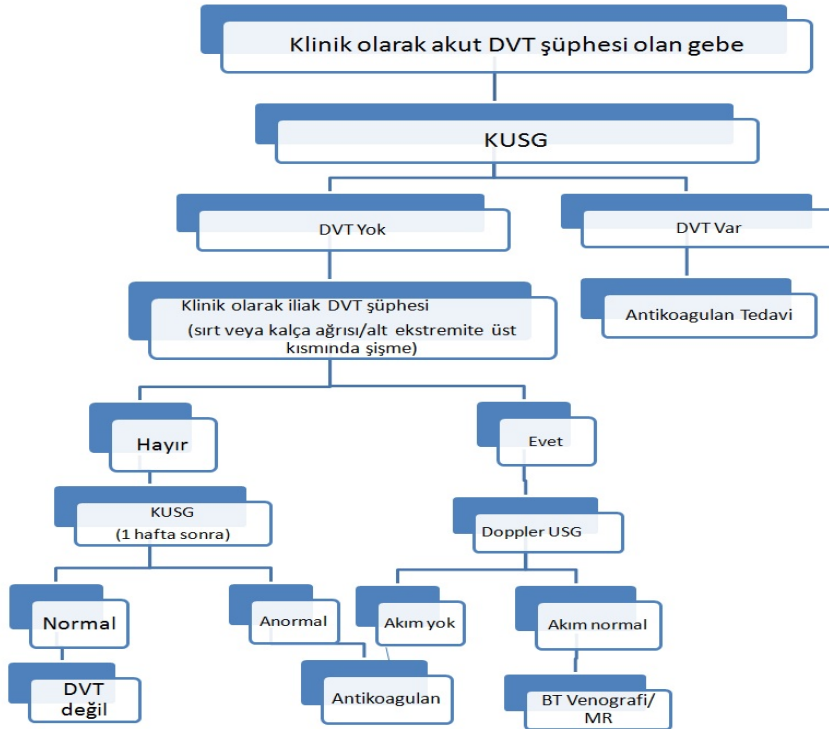 Klinik olarak akut DVT şüphesi olan gebe
KUSG
DVT Yok
DVT Var
Klinik olarak iliak DVT şüphesi
(sırt veya kalça ağrısı/alt ekstremite üst
kısmında şişme)
Antikoagulan Tedavi
Hayır
Evet
KUSG
(1 hafta sonra)
Doppler USG
Normal
Anormal
Akım yok
Akım normal
DVT
değil
Antikoagulan
BT Venografi/
MR